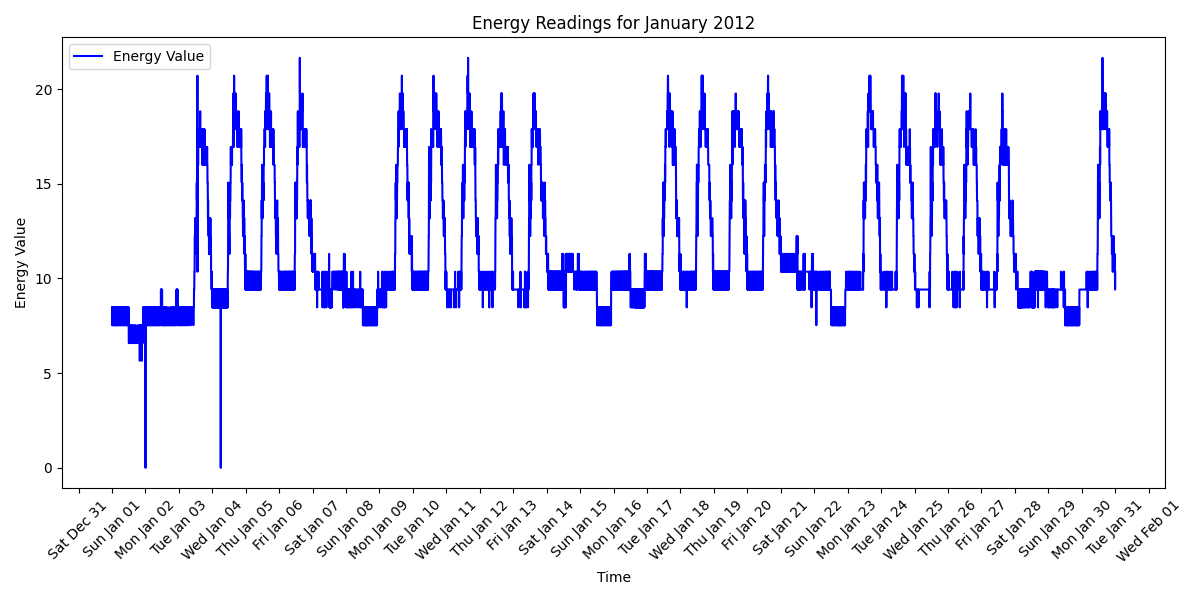 Energy Readings for January 2012
Energy Value
Energy Value
20
15
10
5
0
Sat Dec 31
Sun Jan 01
Mon Jan 02
Tue Jan 03
Wed Jan 04
Thu Jan 05
Fri Jan 06
Sat Jan 07
Sun Jan 08
Mon Jan 09
Tue Jan 10
Wed Jan 11
Thu Jan 12
Fri Jan 13
Sat Jan 14
Sun Jan 15
Mon Jan 16
Tue Jan 17
Wed Jan 18
Thu Jan 19
Fri Jan 20
Sat Jan 21
Sun Jan 22
Mon Jan 23
Tue Jan 24
Wed Jan 25
Thu Jan 26
Fri Jan 27
Sat Jan 28
Sun Jan 29
Mon Jan 30
Tue Jan 31
Wed Feb 01
Time